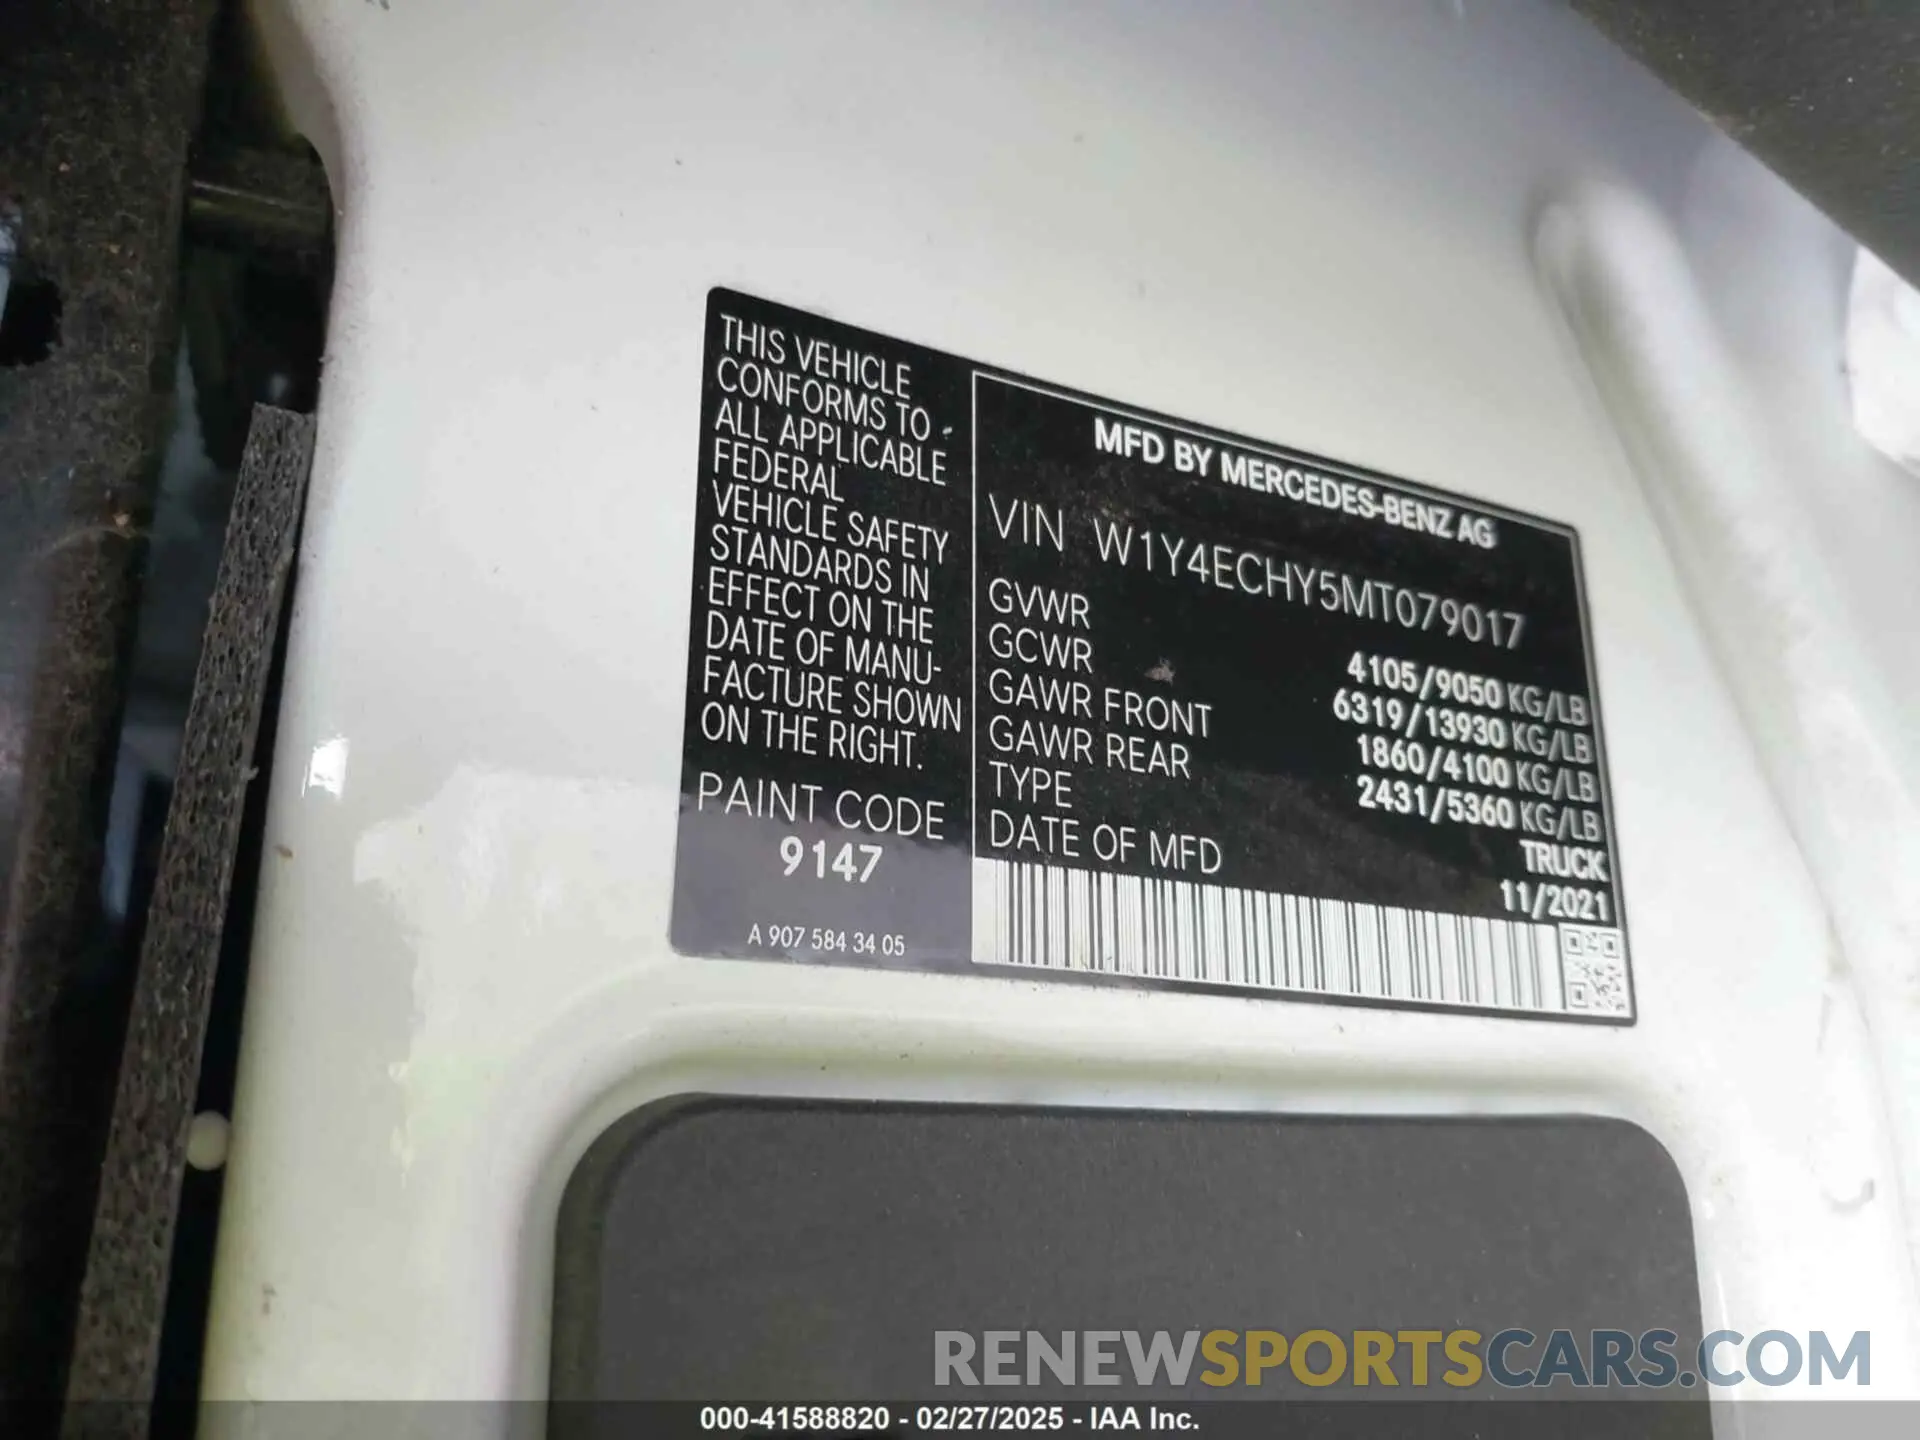 THIS VEHICLE
CONFORMS TO
ALL APPLICABLE
FEDERAL
VEHICLE SAFETY
STANDARDS IN
EFFECT ON THE
DATE OF MANU-
FACTURE SHOWN
ON THE RIGHT.
PAINT CODE
9147
A 907 584 34 05
MFD BY MERCEDES-BENZ AG
VIN W1Y4ECHY5MT079017
GVWR 4105/9050 KG/LB
GCWR 6319/13930 KG/LB
GAWR FRONT 1860/4100 KG/LB
GAWR REAR 2431/5360 KG/LB
TYPE TRUCK
DATE OF MFD 11/2021
RENEWSPORTSCARS.COM
000-41588820 - 02/27/2025 - IAA Inc.